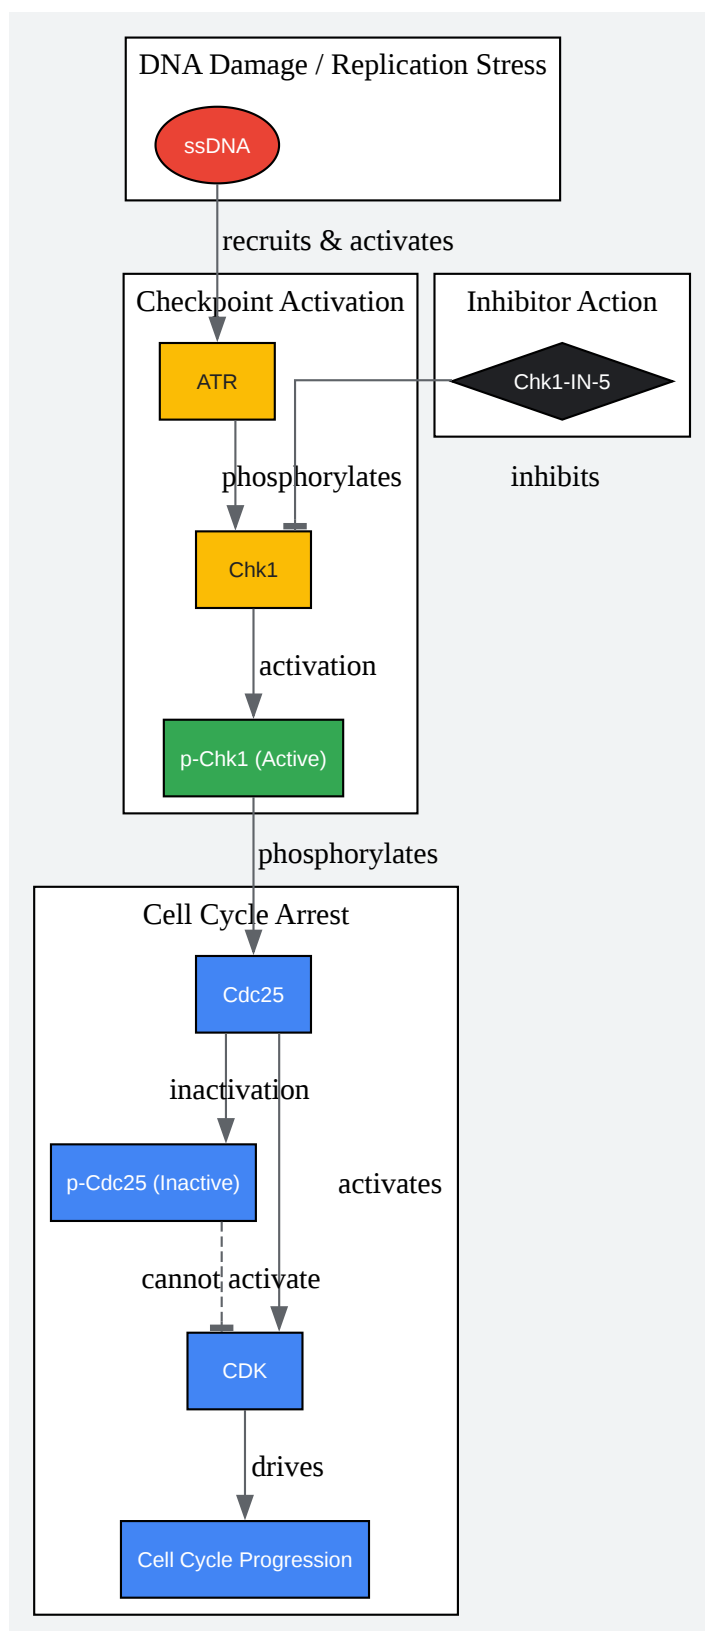 DNA Damage / Replication Stress
ssDNA
recruits & activates
Checkpoint Activation
Inhibitor Action
ATR
Chk1-IN-5
phosphorylates
inhibits
Chk1
activation
p-Chk1 (Active)
phosphorylates
Cell Cycle Arrest
Cdc25
inactivation
p-Cdc25 (Inactive)
activates
cannot activate
CDK
drives
Cell Cycle Progression